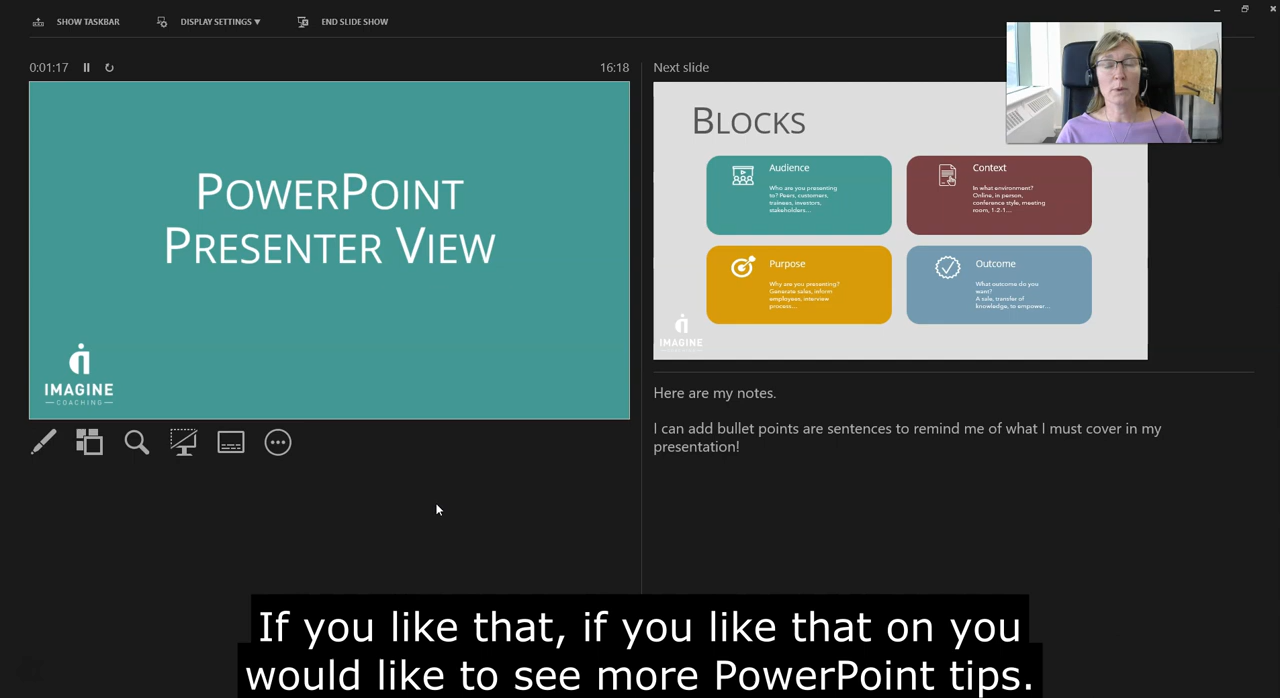 SHOW TASKBAR
DISPLAY SETTINGS ▾
END SLIDE SHOW
0:01:17
16:18
POWERPOINT
PRESENTER VIEW
IMAGINE
COACHING
Next slide
BLOCKS
Audience
Who are you presenting
to? Peers, customers,
trainees, investors,
stakeholders...
Context
In what environment?
Online, in person,
conference style, meeting
room, 1-2-1...
Purpose
Why are you presenting?
Generate sales, inform
employees, interview
process...
Outcome
What outcome do you
want?
A sale, transfer of
knowledge, to empower...
IMAGINE
Here are my notes.
I can add bullet points are sentences to remind me of what I must cover in my
presentation!
If you like that, if you like that on you
would like to see more PowerPoint tips.